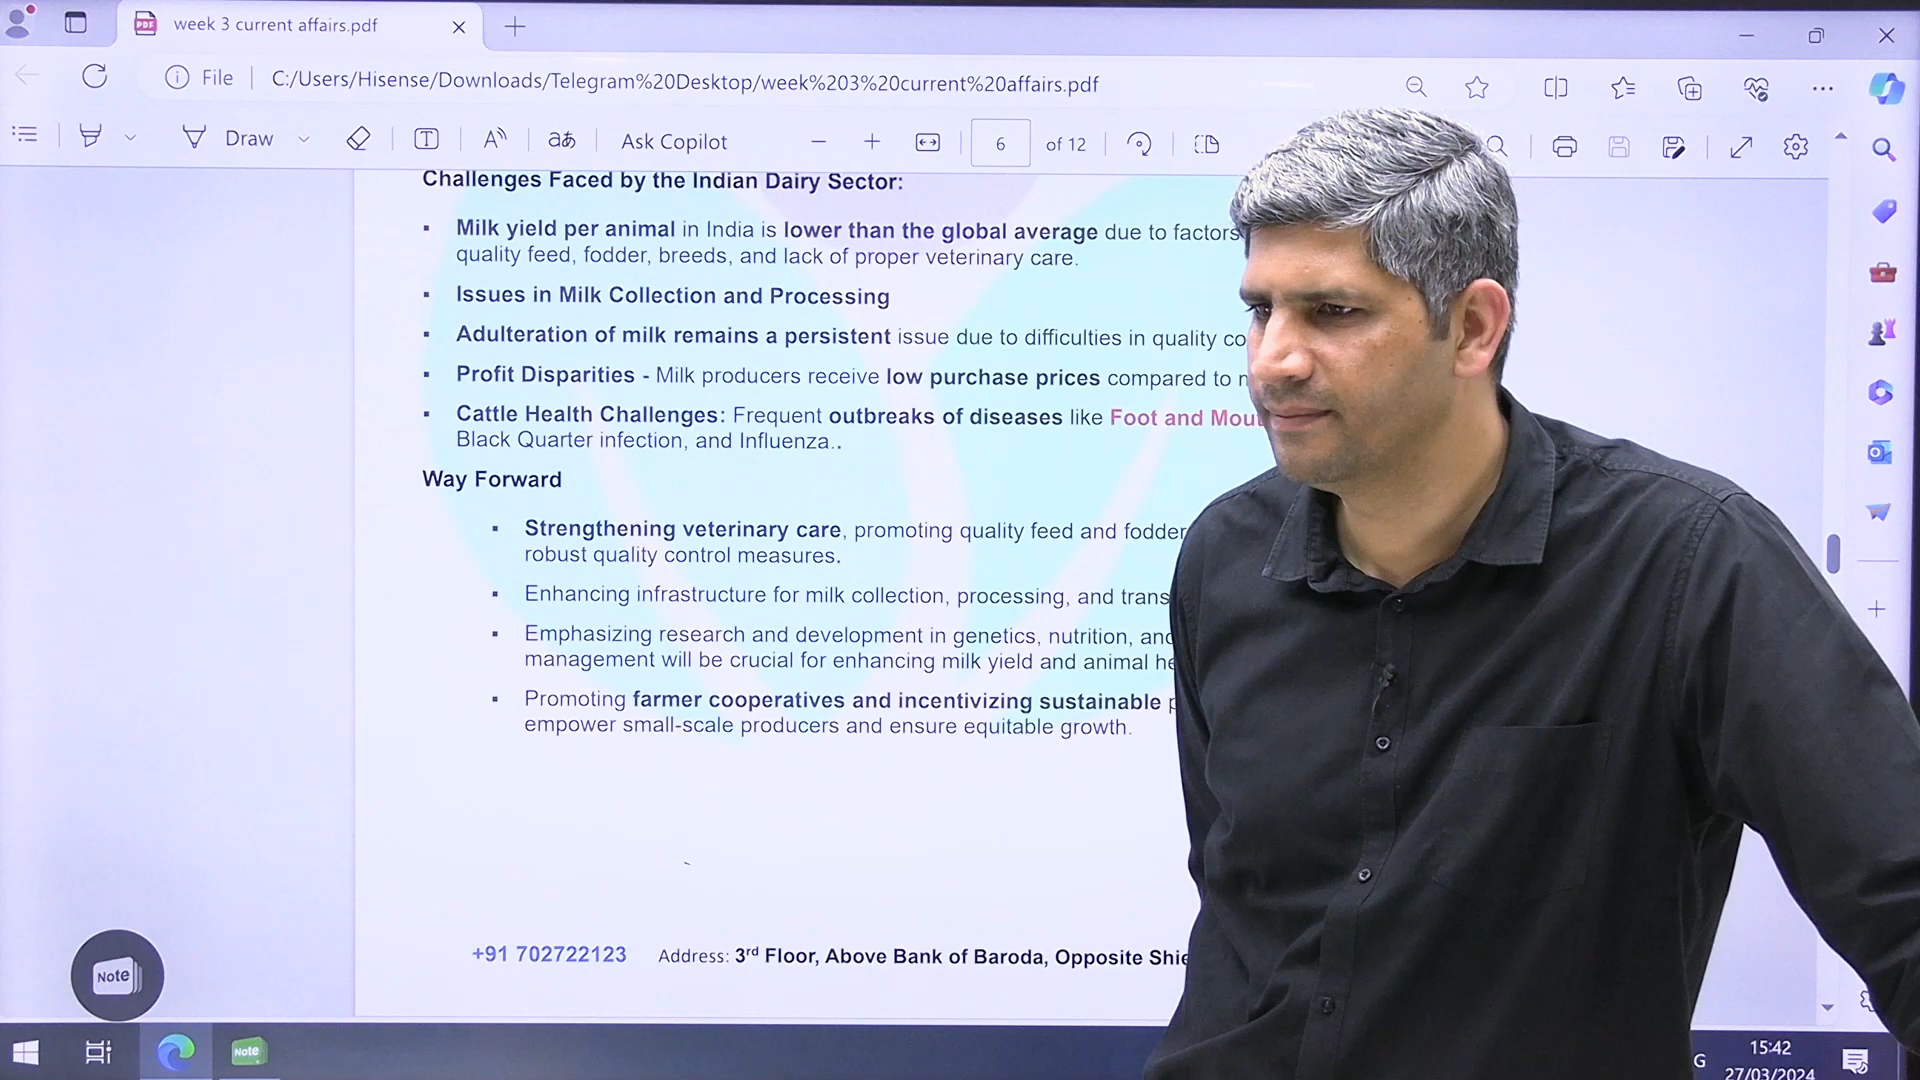 week 3 current affairs.pdf
File
C:/Users/Hisense/Downloads/Telegram%20Desktop/week%203%20current%20affairs.pdf
Draw
Ask Copilot
6
of 12
Challenges Faced by the Indian Dairy Sector:
▪ Milk yield per animal in India is lower than the global average due to factors
quality feed, fodder, breeds, and lack of proper veterinary care.
▪ Issues in Milk Collection and Processing
▪ Adulteration of milk remains a persistent issue due to difficulties in quality co
▪ Profit Disparities - Milk producers receive low purchase prices compared to
▪ Cattle Health Challenges: Frequent outbreaks of diseases like Foot and Mou
Black Quarter infection, and Influenza..
Way Forward
▪ Strengthening veterinary care, promoting quality feed and fodder
robust quality control measures.
▪ Enhancing infrastructure for milk collection, processing, and trans
▪ Emphasizing research and development in genetics, nutrition, and
management will be crucial for enhancing milk yield and animal he
▪ Promoting farmer cooperatives and incentivizing sustainable p
empower small-scale producers and ensure equitable growth.
+91 702722123 Address: 3rd Floor, Above Bank of Baroda, Opposite Shie
Note
Note
G
15:42
27/03/2024